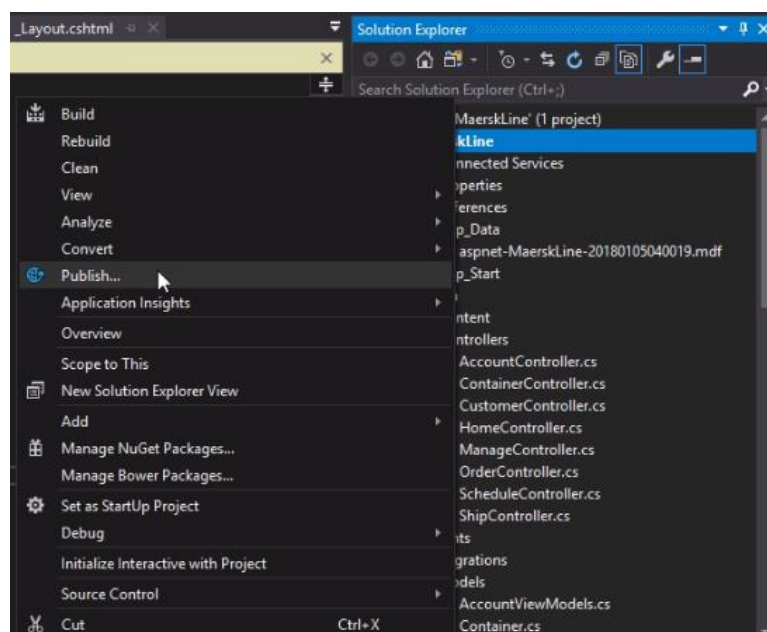 _Layout.cshtml
Solution Explorer
Search Solution Explorer (Ctrl+;)
Build
Rebuild
Clean
View
Analyze
Convert
Publish...
Application Insights
Overview
Scope to This
New Solution Explorer View
Add
Manage NuGet Packages...
Manage Bower Packages...
Set as StartUp Project
Debug
Initialize Interactive with Project
Source Control
Cut Ctrl+X
MaerskLine' (1 project)
kLine
nnected Services
operties
ferences
p_Data
aspnet-MaerskLine-20180105040019.mdf
p_Start
ntent
ntrollers
AccountController.cs
ContainerController.cs
CustomerController.cs
HomeController.cs
ManageController.cs
OrderController.cs
ScheduleController.cs
ShipController.cs
nts
grations
odels
AccountViewModels.cs
Container.cs